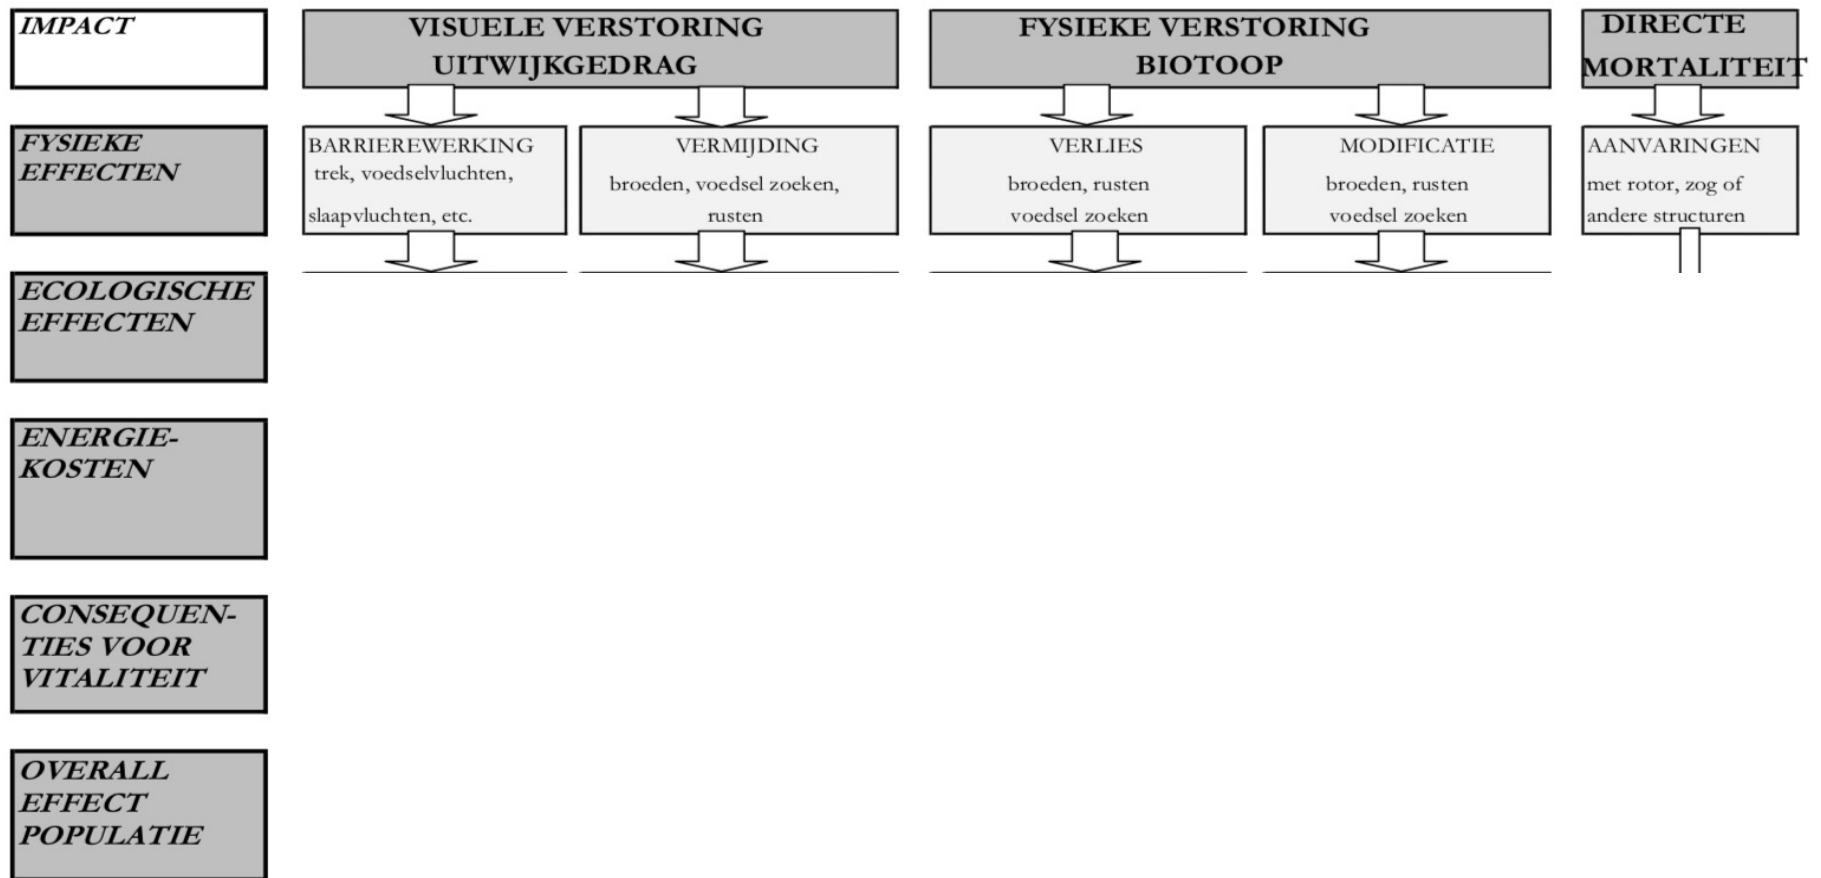 IMPACT
VISUELE VERSTORING
UITWIJKGEDRAG
FYSIEKE VERSTORING
BIOTOOP
DIRECTE
MORTALITEIT
FYSIEKE
EFFECTEN
BARRIEREWERKING
trek, voedselvluchten,
slaapvluchten, etc.
VERMIJDING
broeden, voedsel zoeken,
rusten
VERLIES
broeden, rusten
voedsel zoeken
MODIFICATIE
broeden, rusten
voedsel zoeken
AANVARINGEN
met rotor, zog of
andere structuren
ECOLOGISCHE
EFFECTEN
ENERGIE-
KOSTEN
CONSEQUEN-
TIES VOOR
VITALITEIT
OVERALL
EFFECT
POPULATIE